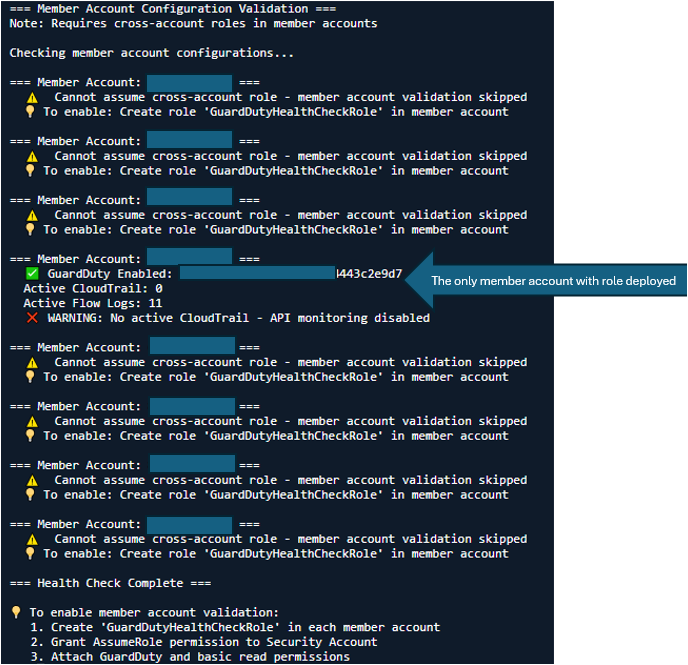 === Member Account Configuration Validation ===
Note: Requires cross-account roles in member accounts
Checking member account configurations...
=== Member Account: ===
⚠️ Cannot assume cross-account role - member account validation skipped
💡 To enable: Create role 'GuardDutyHealthCheckRole' in member account
=== Member Account: ===
⚠️ Cannot assume cross-account role - member account validation skipped
💡 To enable: Create role 'GuardDutyHealthCheckRole' in member account
=== Member Account: ===
⚠️ Cannot assume cross-account role - member account validation skipped
💡 To enable: Create role 'GuardDutyHealthCheckRole' in member account
=== Member Account: ===
✅ GuardDuty Enabled: 443c2e9d7
The only member account with role deployed
Active CloudTrail: 0
Active Flow Logs: 11
❌ WARNING: No active CloudTrail - API monitoring disabled
=== Member Account: ===
⚠️ Cannot assume cross-account role - member account validation skipped
💡 To enable: Create role 'GuardDutyHealthCheckRole' in member account
=== Member Account: ===
⚠️ Cannot assume cross-account role - member account validation skipped
💡 To enable: Create role 'GuardDutyHealthCheckRole' in member account
=== Member Account: ===
⚠️ Cannot assume cross-account role - member account validation skipped
💡 To enable: Create role 'GuardDutyHealthCheckRole' in member account
=== Member Account: ===
⚠️ Cannot assume cross-account role - member account validation skipped
💡 To enable: Create role 'GuardDutyHealthCheckRole' in member account
=== Health Check Complete ===
💡 To enable member account validation:
1. Create 'GuardDutyHealthCheckRole' in each member account
2. Grant AssumeRole permission to Security Account
3. Attach GuardDuty and basic read permissions